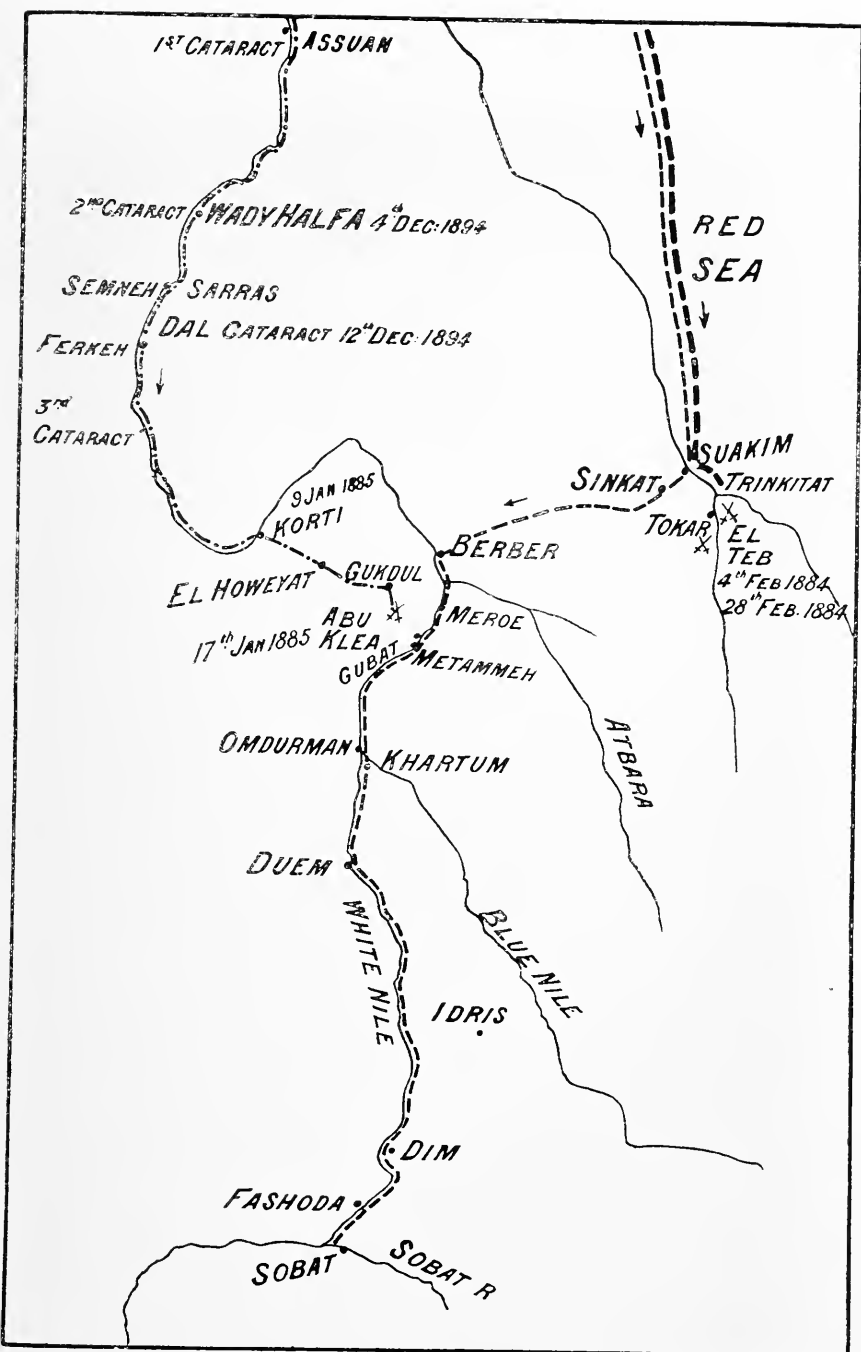 1ST CATARACT
ASSUAN
2ND CATARACT
WADY HALFA 4th DEC: 1894
RED
SEA
SEMNEH
SARRAS
DAL CATARACT 12th DEC: 1894
FERKEH
3rd
CATARACT
SUAKIM
TRINKITAT
SINKAT
9 JAN 1885
KORTI
TOKAR
EL
TEB
4th FEB 1884
28th FEB. 1884
BERBER
EL HOWEYAT
GUKDUL
MEROE
ABU
KLEA
17th JAN 1885
GUBAT
METAMMEH
OMDURMAN
KHARTUM
ATBARA
DUEM
WHITE NILE
BLUE NILE
IDRIS
DIM
FASHODA
SOBAT
SOBAT R